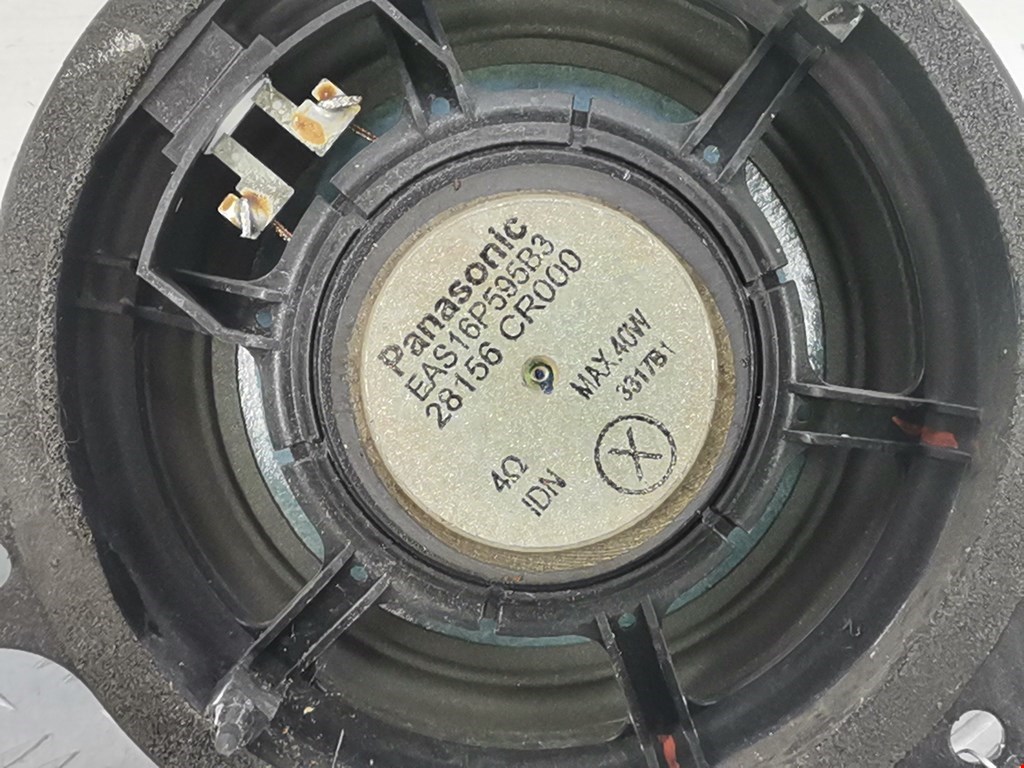 Panasonic
EAS16P595B3
28156 CR000
MAX.40W
3317B1
4Ω
IDN
X